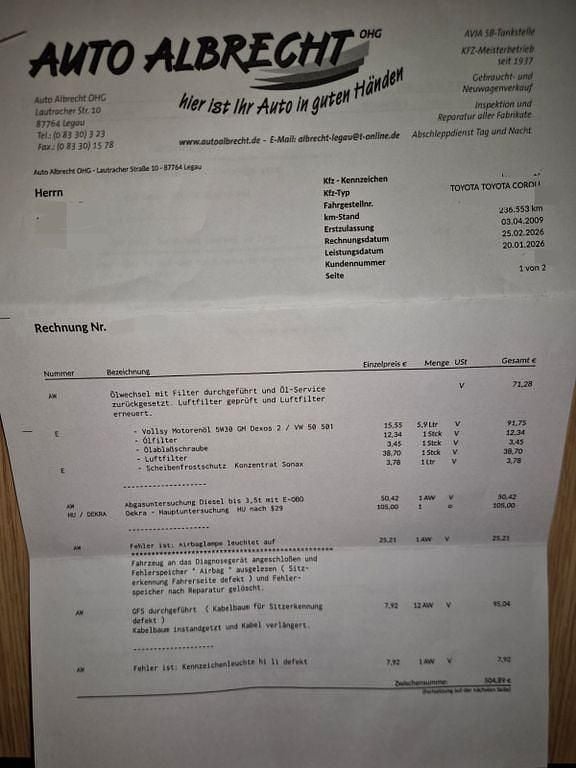 AUTO ALBRECHT OHG
hier ist Ihr Auto in guten Händen
AVIA SB-Tankstelle
KFZ-Meisterbetrieb
seit 1937
Gebraucht- und
Neuwagenverkauf
Inspektion und
Reparatur aller Fabrikate
Abschleppdienst Tag und Nacht
Auto Albrecht OHG
Lautracher Str. 10
87764 Legau
Tel.: (0 83 30) 3 23
Fax.: (0 83 30) 15 78
www.autoalbrecht.de - E-Mail: albrecht-legau@t-online.de
Auto Albrecht OHG - Lautracher Straße 10 - 87764 Legau
Herrn
Kfz - Kennzeichen
Kfz-Typ TOYOTA TOYOTA
Fahrgestellnr.
km-Stand 236.553 km
Erstzulassung 03.04.2009
Rechnungsdatum 25.02.2026
Leistungsdatum 20.01.2026
Kundennummer
Seite 1 von 2
Rechnung Nr.
Nummer Bezeichnung Einzelpreis € Menge USt Gesamt €
AW Ölwechsel mit Filter durchgeführt und Öl-Service V 71,28
zurückgesetzt. Luftfilter geprüft und Luftfilter
erneuert.
E - Vollsy Motorenöl 5W30 GM Dexos 2 / VW 50 501 15,55 5,9 Ltr V 91,75
- Ölfilter 12,34 1 Stck V 12,34
- Ölablaßschraube 3,45 1 Stck V 3,45
- Luftfilter 38,70 1 Stck V 38,70
E - Scheibenfrostschutz Konzentrat Sonax 3,78 1 Ltr V 3,78
--------------------
AW Abgasuntersuchung Diesel bis 3,5t mit E-OBD 50,42 1 AW V 50,42
HU / DEKRA Dekra - Hauptuntersuchung HU nach §29 105,00 1 o 105,00
--------------------
AW Fehler ist: Airbaglampe leuchtet auf 25,21 1 AW V 25,21
**************************************************
Fahrzeug an das Diagnosegerät angeschloßen und
Fehlerspeicher " Airbag " ausgelesen ( Sitz-
erkennung Fahrerseite defekt ) und Fehler-
speicher nach Reparatur gelöscht.
AW GFS durchgeführt ( Kabelbaum für Sitzerkennung 7,92 12 AW V 95,04
defekt )
Kabelbaum instandgetzt und Kabel verlängert.
--------------------
AW Fehler ist: Kennzeichenleuchte hi li defekt 7,92 1 AW V 7,92
Zwischensumme: 504,89 €
(Fortsetzung auf der nächsten Seite)